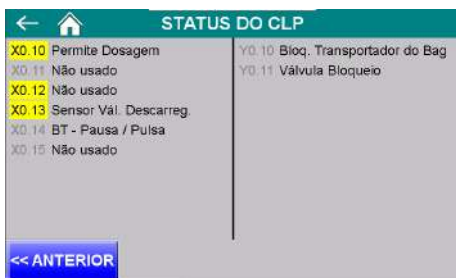 STATUS DO CLP
X0.10 Permite Dosagem
X0.11 Não usado
X0.12 Não usado
X0.13 Sensor Vál. Descarreg.
X0.14 BT - Pausa / Pulsa
X0.15 Não usado
Y0.10 Bloq. Transportador do Bag
Y0.11 Válvula Bloqueio
<< ANTERIOR